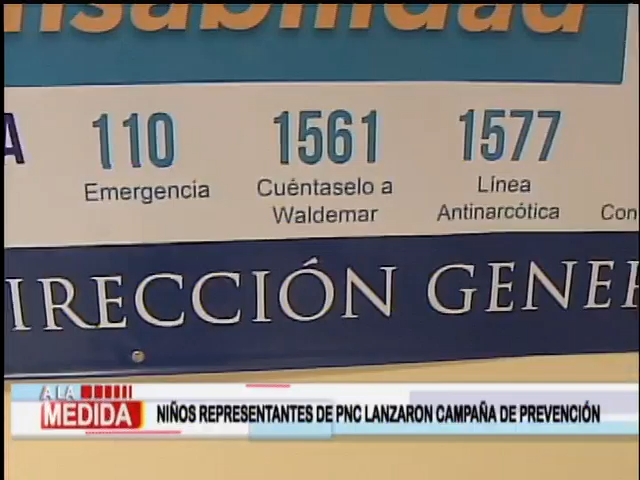 110 1561 1577
Emergencia Cuéntaselo a Línea
Waldemar Antinarcótica
IRECCIÓN GENE
A LA
MEDIDA NIÑOS REPRESENTANTES DE PNC LANZARON CAMPAÑA DE PREVENCIÓN